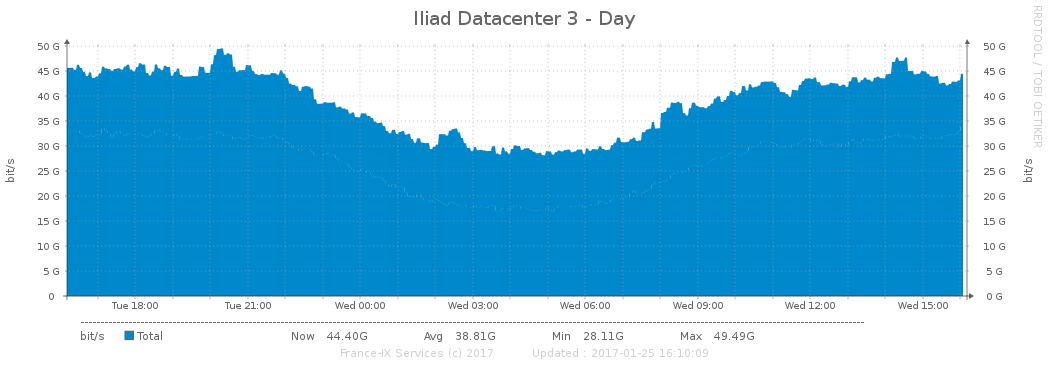 Iliad Datacenter 3 - Day
RRDTOOL / TOBI OETIKER
50 G 50 G
45 G 45 G
40 G 40 G
35 G 35 G
30 G 30 G
25 G 25 G
20 G 20 G
15 G 15 G
10 G 10 G
5 G 5 G
0 0 G
bit/s bit/s
Tue 18:00 Tue 21:00 Wed 00:00 Wed 03:00 Wed 06:00 Wed 09:00 Wed 12:00 Wed 15:00
bit/s Total Now 44.40G Avg 38.81G Min 28.11G Max 49.49G
France-IX Services (c) 2017 Updated : 2017-01-25 16:10:09